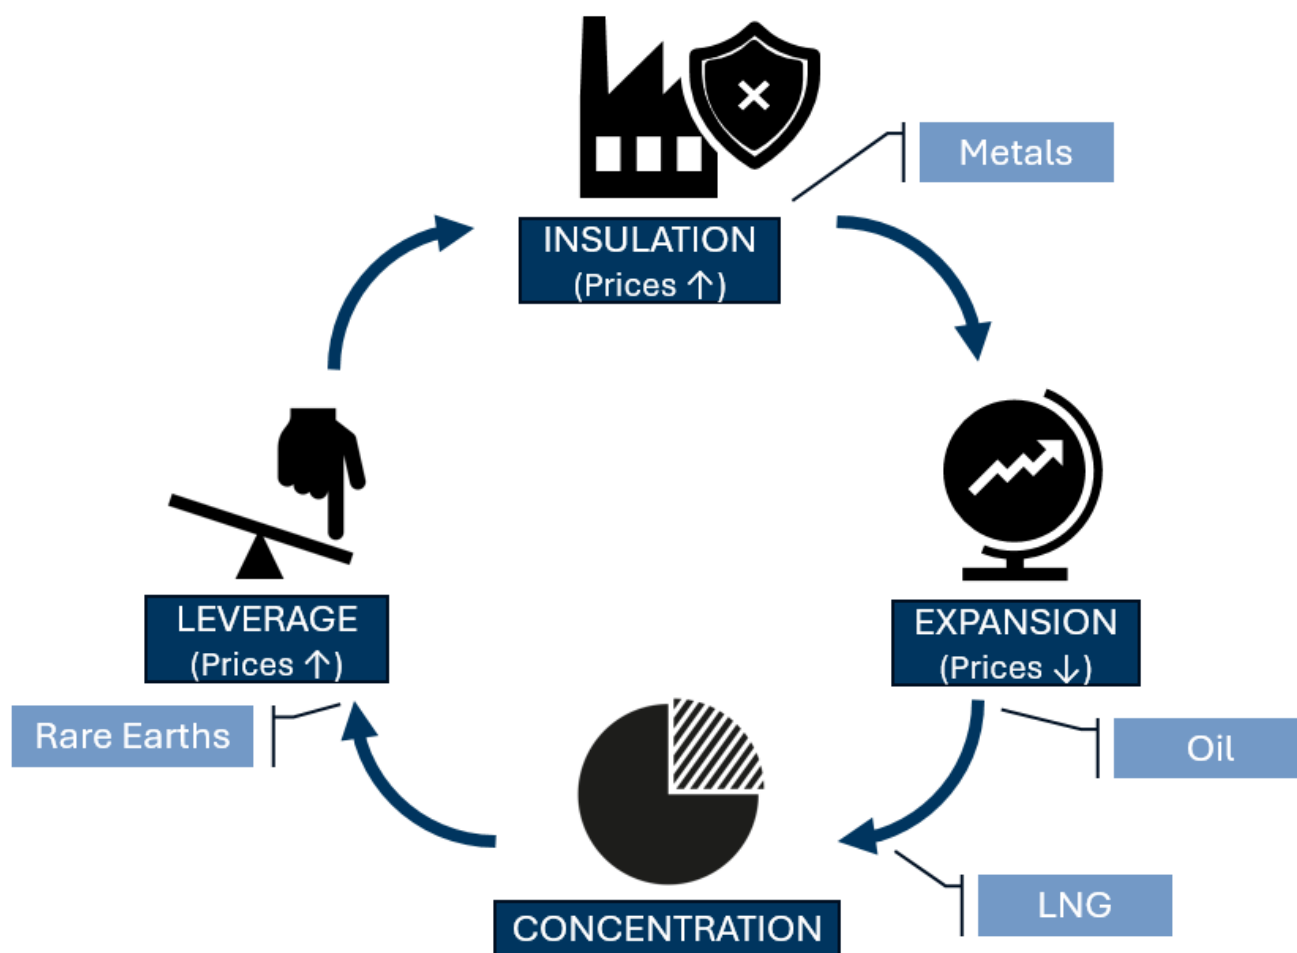 Metals
INSULATION
(Prices ↑)
LEVERAGE
(Prices ↑)
EXPANSION
(Prices ↓)
Rare Earths
Oil
LNG
CONCENTRATION